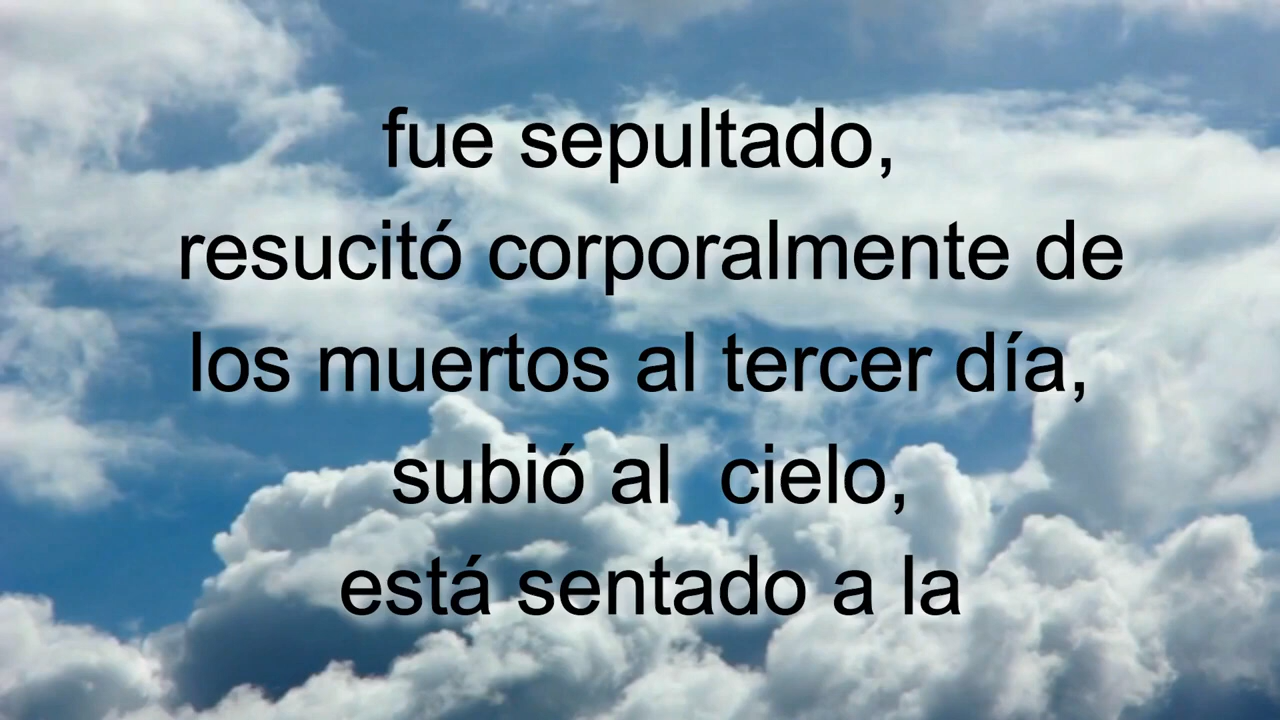 fue sepultado,
resucitó corporalmente de
los muertos al tercer día,
subió al  cielo,
está sentado a la